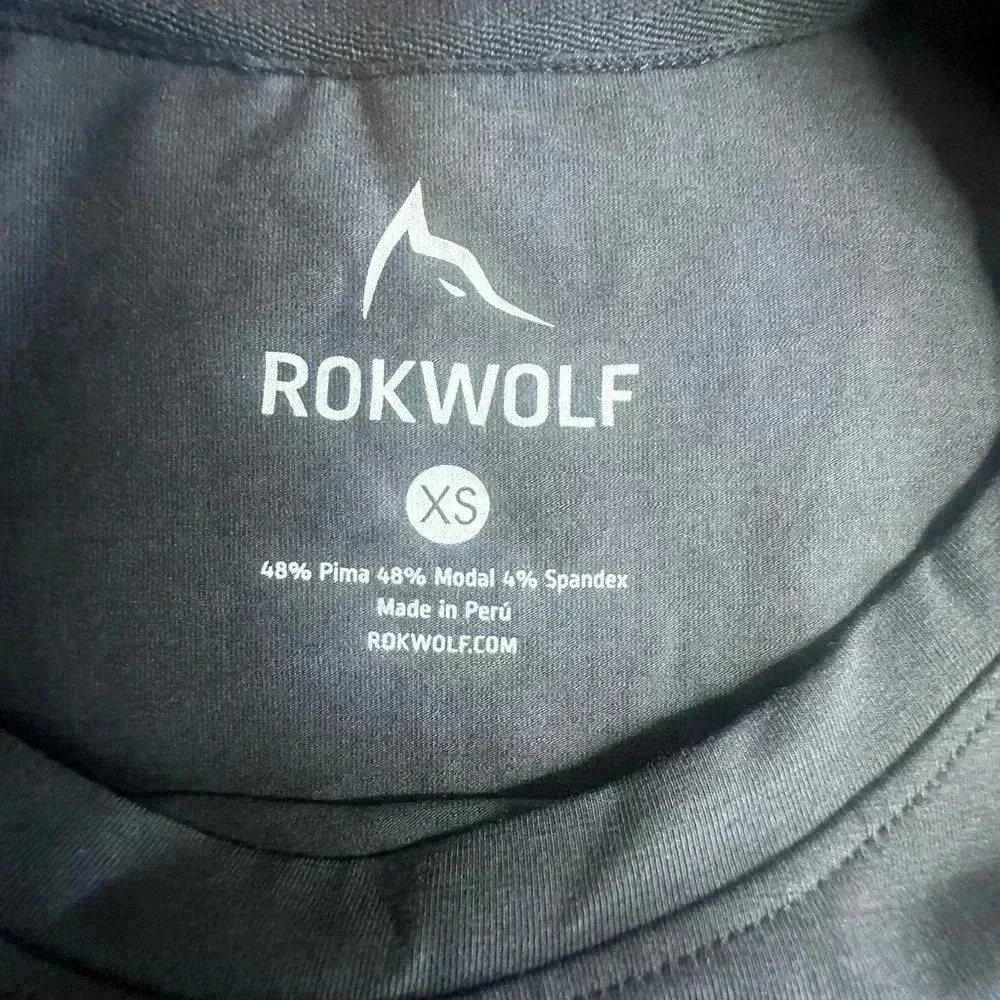 ROKWOLF
XS
48% Pima 48% Modal 4% Spandex
Made in Perú
ROKWOLF.COM